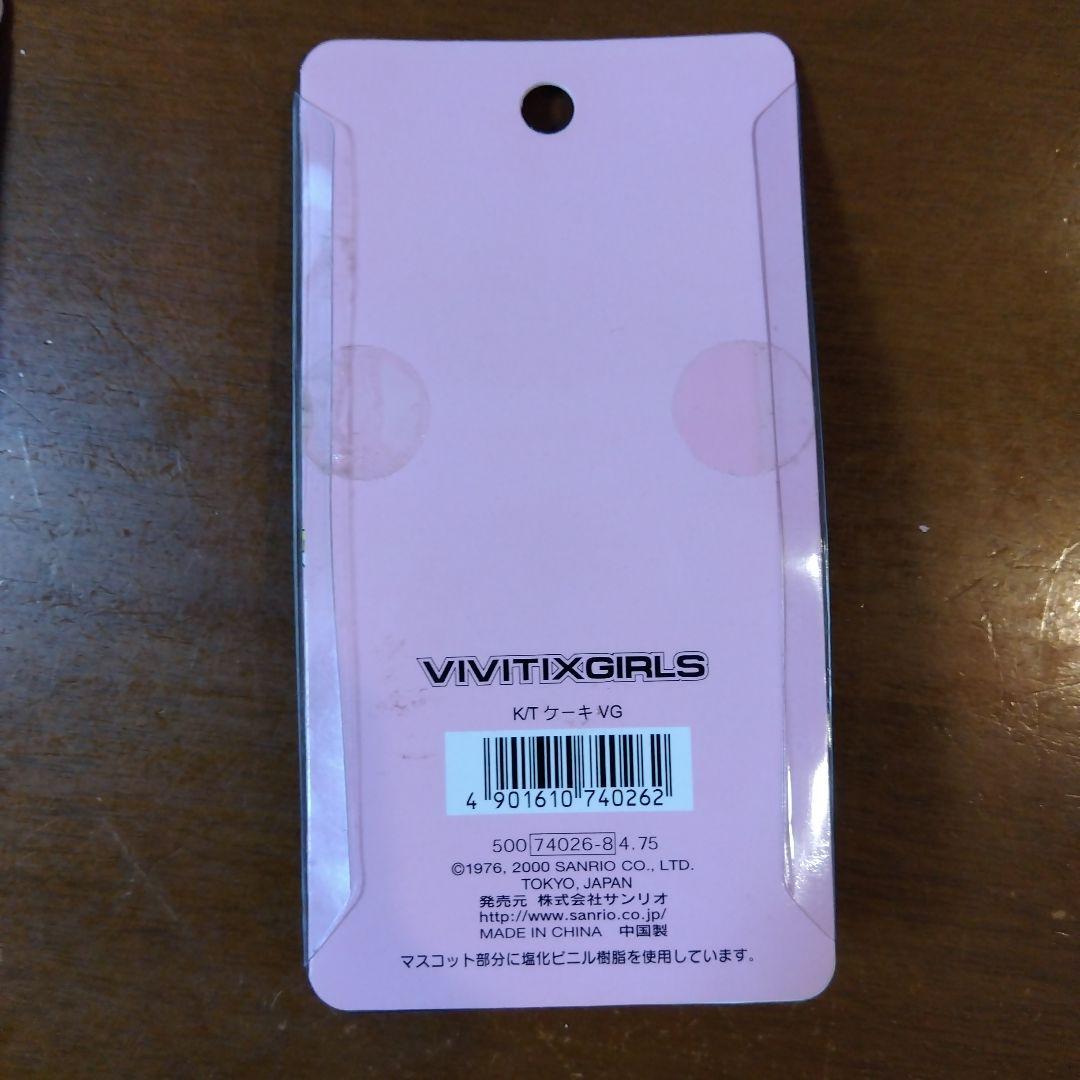 VIVITIXGIRLS
K/T ケーキ VG
4 901610 740262
500 74026-8 4.75
©1976, 2000 SANRIO CO., LTD.
TOKYO, JAPAN
発売元 株式会社サンリオ
http://www.sanrio.co.jp/
MADE IN CHINA 中国製
マスコット部分に塩化ビニル樹脂を使用しています。